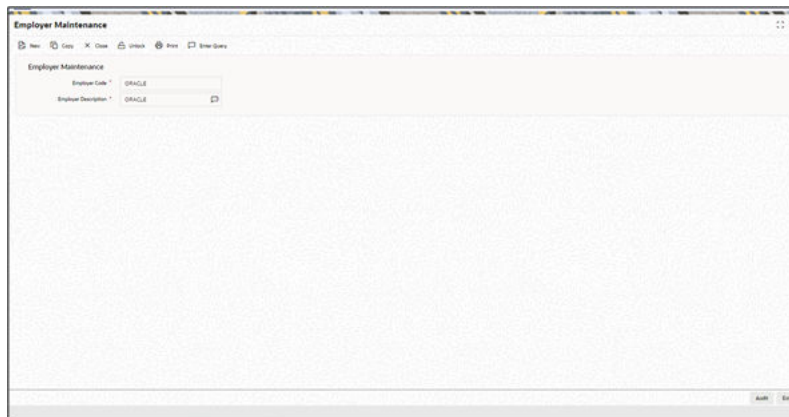 Employer Maintenance
New Copy Close Unlock Print Enter Query
Employer Maintenance
Employer Code * ORACLE
Employer Description * ORACLE
Audit